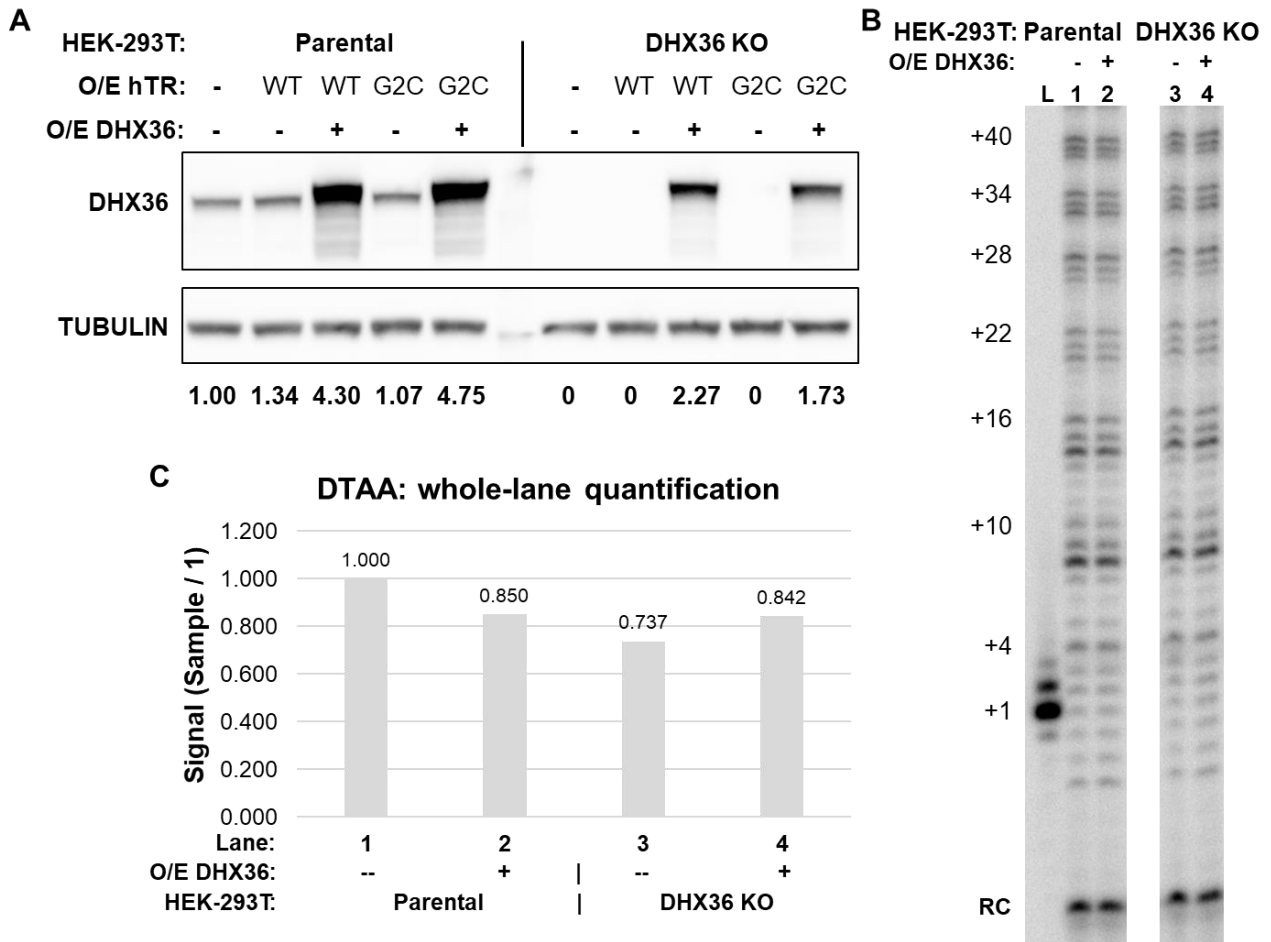 A
HEK-293T: Parental DHX36 KO
O/E hTR: - WT WT G2C G2C - WT WT G2C G2C
O/E DHX36: - - + - + - - + - +
DHX36
TUBULIN
1.00 1.34 4.30 1.07 4.75 0 0 2.27 0 1.73
B
HEK-293T: Parental DHX36 KO
O/E DHX36: - + - +
L 1 2 3 4
+40
+34
+28
+22
+16
+10
+4
+1
RC
C
DTAA: whole-lane quantification
Signal (Sample / 1)
1.200
1.000
0.800
0.600
0.400
0.200
0.000
1.000
0.850
0.737
0.842
Lane: 1 2 3 4
O/E DHX36: -- + | -- +
HEK-293T: Parental | DHX36 KO